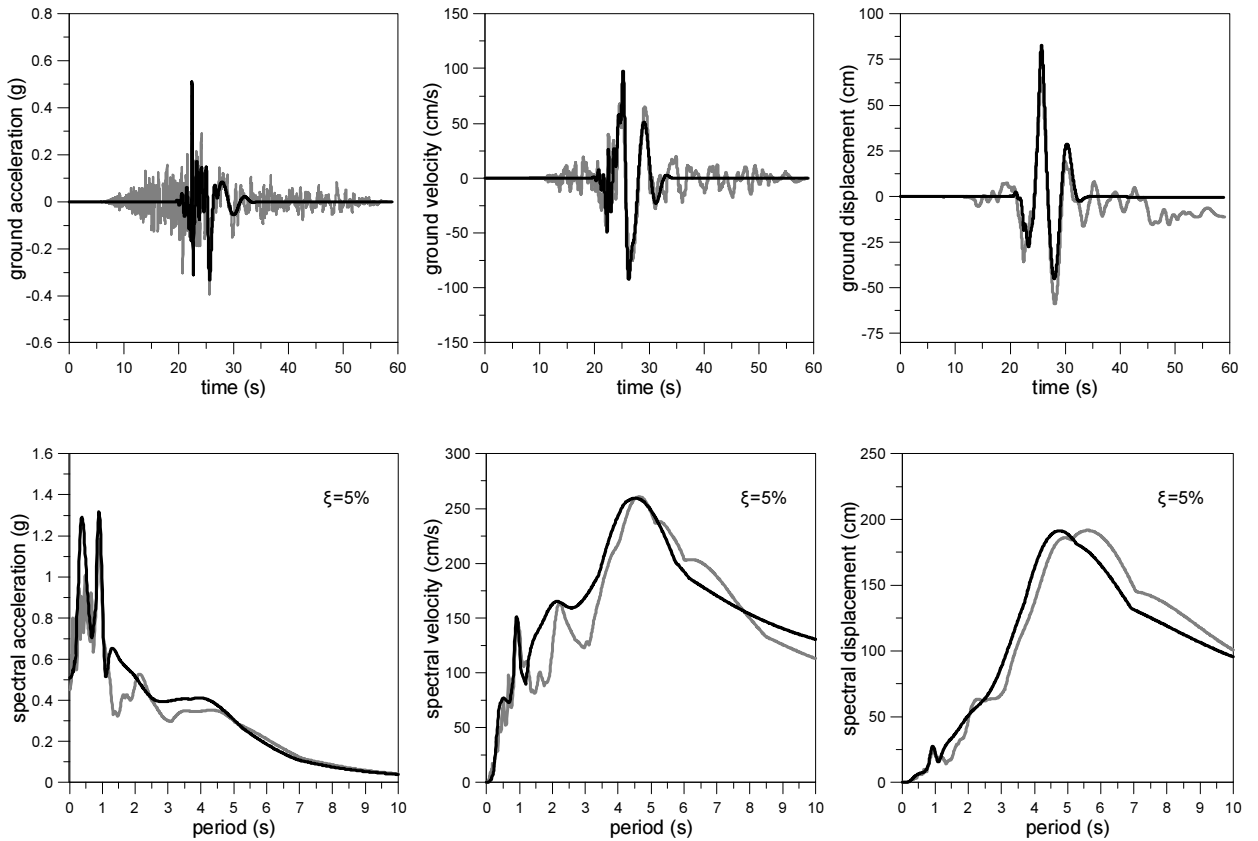 ground acceleration (g)
0.8
0.6
0.4
0.2
0
-0.2
-0.4
-0.6
0 10 20 30 40 50 60
time (s)
ground velocity (cm/s)
150
100
50
0
-50
-100
-150
0 10 20 30 40 50 60
time (s)
ground displacement (cm)
100
75
50
25
0
-25
-50
-75
0 10 20 30 40 50 60
time (s)
spectral acceleration (g)
1.6
1.4
1.2
1
0.8
0.6
0.4
0.2
0
ξ=5%
0 1 2 3 4 5 6 7 8 9 10
period (s)
spectral velocity (cm/s)
300
250
200
150
100
50
0
ξ=5%
0 1 2 3 4 5 6 7 8 9 10
period (s)
spectral displacement (cm)
250
200
150
100
50
0
ξ=5%
0 1 2 3 4 5 6 7 8 9 10
period (s)